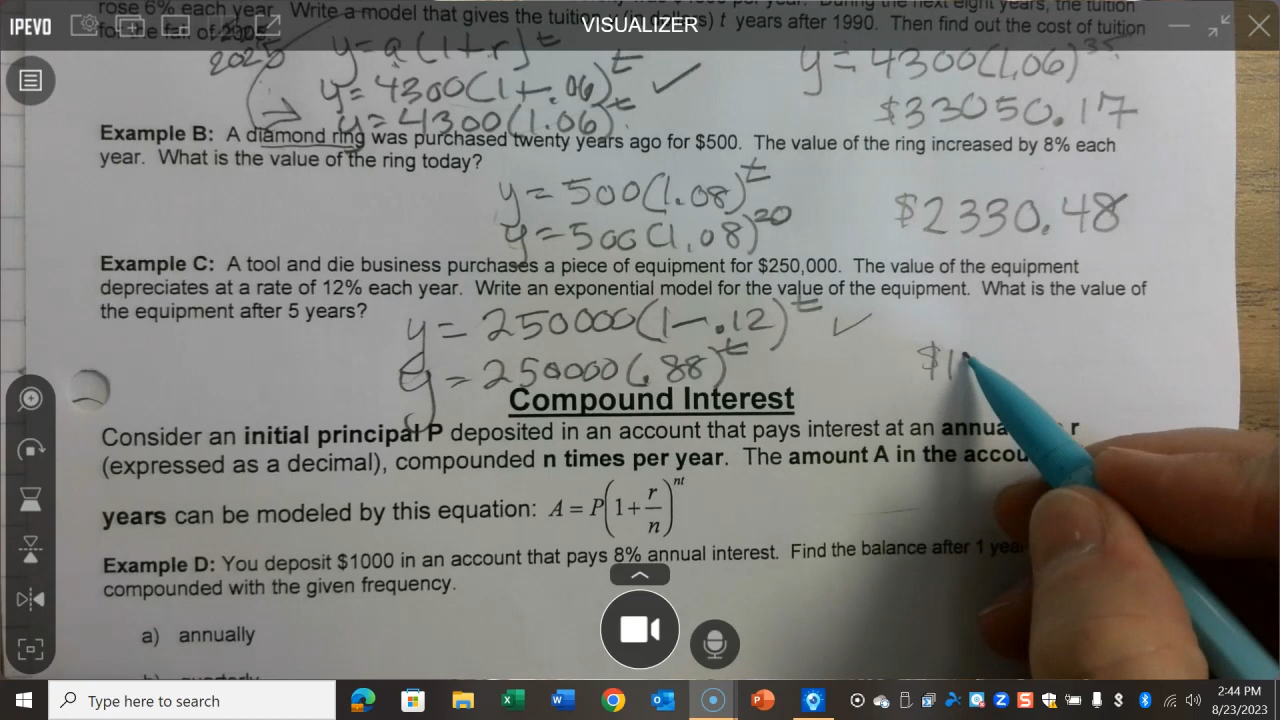 VISUALIZER
IPEVO
rose 6% each year. Write a model that gives the tuition t years after 1990. Then find out the cost of tuition
for the fall of 2005
2025
y = a (1+r)^t
y = 4300(1+.06)^t ✓
y = 4300(1.06)^t
y = 4300(1.06)^35
$33050.17
Example B: A diamond ring was purchased twenty years ago for $500. The value of the ring increased by 8% each
year. What is the value of the ring today?
y = 500(1.08)^t
y = 500(1.08)^20
$2330.48
Example C: A tool and die business purchases a piece of equipment for $250,000. The value of the equipment
depreciates at a rate of 12% each year. Write an exponential model for the value of the equipment. What is the value of
the equipment after 5 years?
y = 250000(1-.12)^t ✓
y = 250000(.88)^t
$1
Compound Interest
Consider an initial principal P deposited in an account that pays interest at an r
(expressed as a decimal), compounded n times per year. The amount A in the
years can be modeled by this equation: A = P(1 + r/n)^nt
Example D: You deposit $1000 in an account that pays 8% annual interest. Find the balance after 1
compounded with the given frequency.
a) annually
Type here to search
2:44 PM
8/23/2023